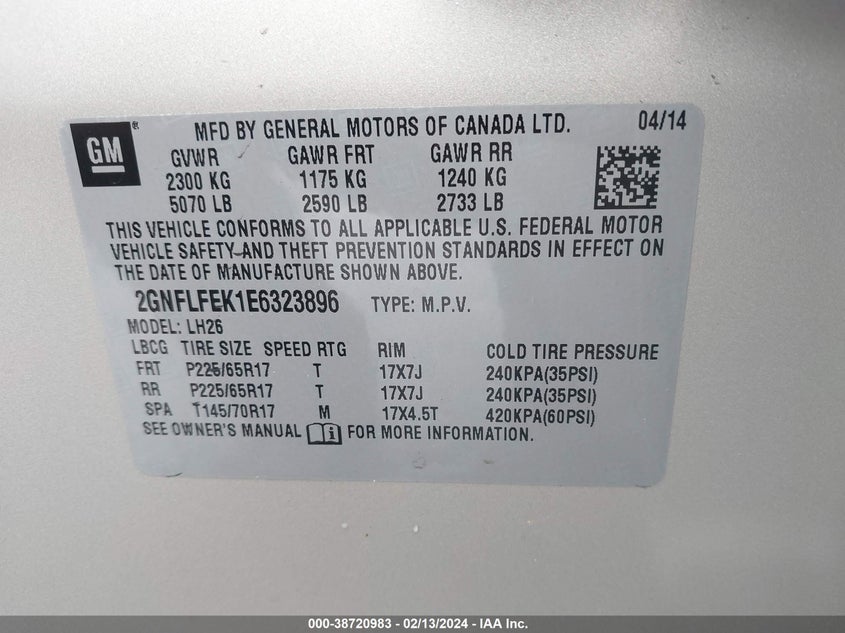 GM ®
MFD BY GENERAL MOTORS OF CANADA LTD. 04/14
GVWR GAWR FRT GAWR RR
2300 KG 1175 KG 1240 KG
5070 LB 2590 LB 2733 LB
THIS VEHICLE CONFORMS TO ALL APPLICABLE U.S. FEDERAL MOTOR
VEHICLE SAFETY AND THEFT PREVENTION STANDARDS IN EFFECT ON
THE DATE OF MANUFACTURE SHOWN ABOVE.
2GNFLFEK1E6323896 TYPE: M.P.V.
MODEL: LH26
LBCG TIRE SIZE SPEED RTG RIM COLD TIRE PRESSURE
FRT P225/65R17 T 17X7J 240KPA(35PSI)
RR P225/65R17 T 17X7J 240KPA(35PSI)
SPA T145/70R17 M 17X4.5T 420KPA(60PSI)
SEE OWNER'S MANUAL i FOR MORE INFORMATION.
000-38720983 - 02/13/2024 - IAA Inc.